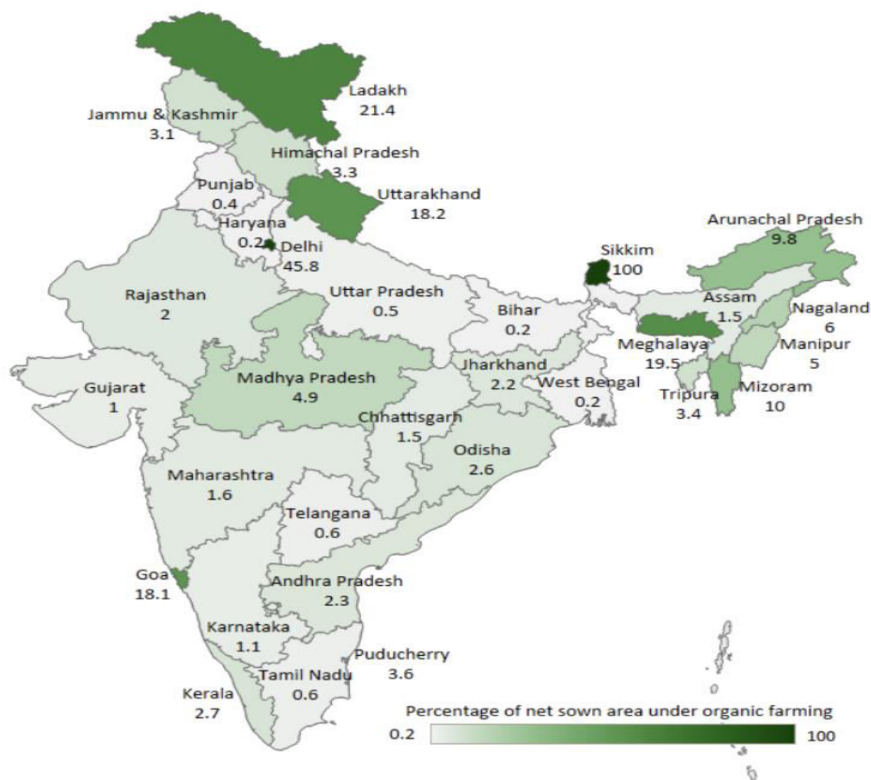 Ladakh
21.4
Jammu & Kashmir
3.1
Himachal Pradesh
3.3
Punjab
0.4
Uttarakhand
18.2
Haryana
0.2
Delhi
45.8
Arunachal Pradesh
9.8
Sikkim
100
Rajasthan
2
Uttar Pradesh
0.5
Bihar
0.2
Assam
1.5
Nagaland
6
Meghalaya
19.5
Manipur
5
Gujarat
1
Madhya Pradesh
4.9
Jharkhand
2.2
West Bengal
0.2
Tripura
3.4
Mizoram
10
Chhattisgarh
1.5
Odisha
2.6
Maharashtra
1.6
Telangana
0.6
Goa
18.1
Andhra Pradesh
2.3
Karnataka
1.1
Puducherry
3.6
Tamil Nadu
0.6
Kerala
2.7
Percentage of net sown area under organic farming
0.2
100